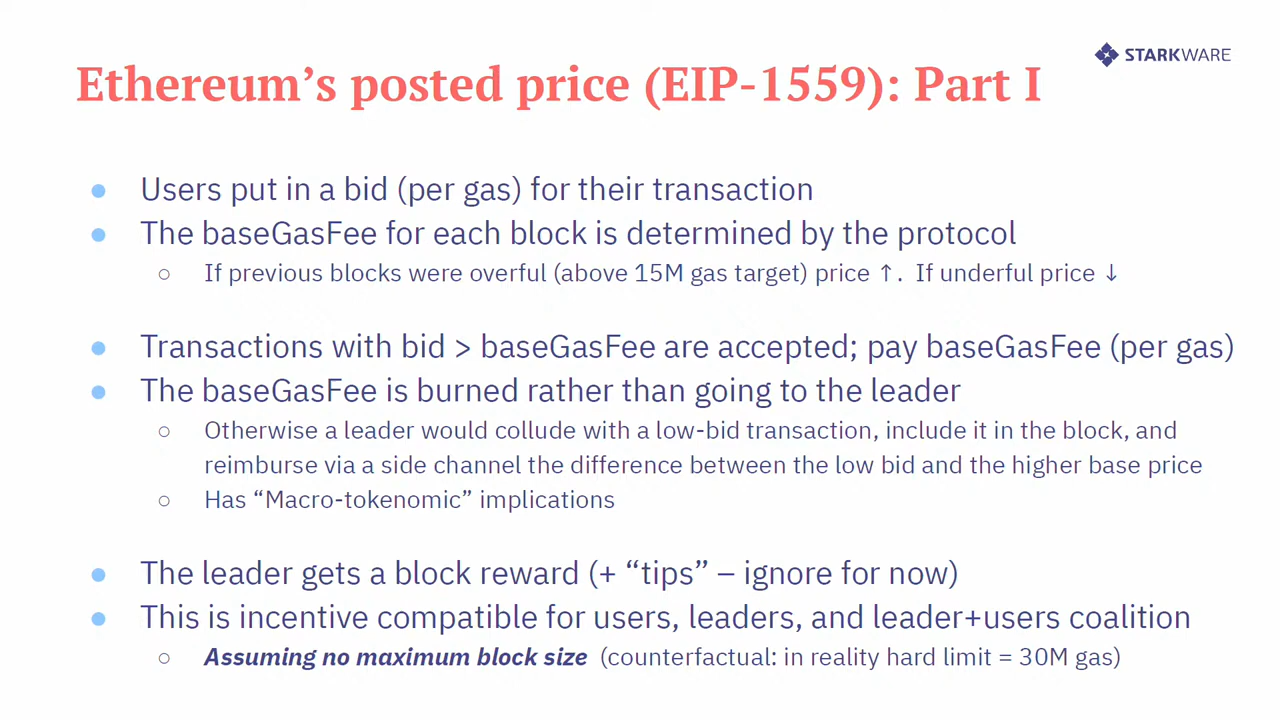 STARKWARE
Ethereum’s posted price (EIP-1559): Part I
● Users put in a bid (per gas) for their transaction
● The baseGasFee for each block is determined by the protocol
○ If previous blocks were overful (above 15M gas target) price ↑. If underful price ↓
● Transactions with bid > baseGasFee are accepted; pay baseGasFee (per gas)
● The baseGasFee is burned rather than going to the leader
○ Otherwise a leader would collude with a low-bid transaction, include it in the block, and
reimburse via a side channel the difference between the low bid and the higher base price
○ Has “Macro-tokenomic” implications
● The leader gets a block reward (+ “tips” – ignore for now)
● This is incentive compatible for users, leaders, and leader+users coalition
○ Assuming no maximum block size (counterfactual: in reality hard limit = 30M gas)